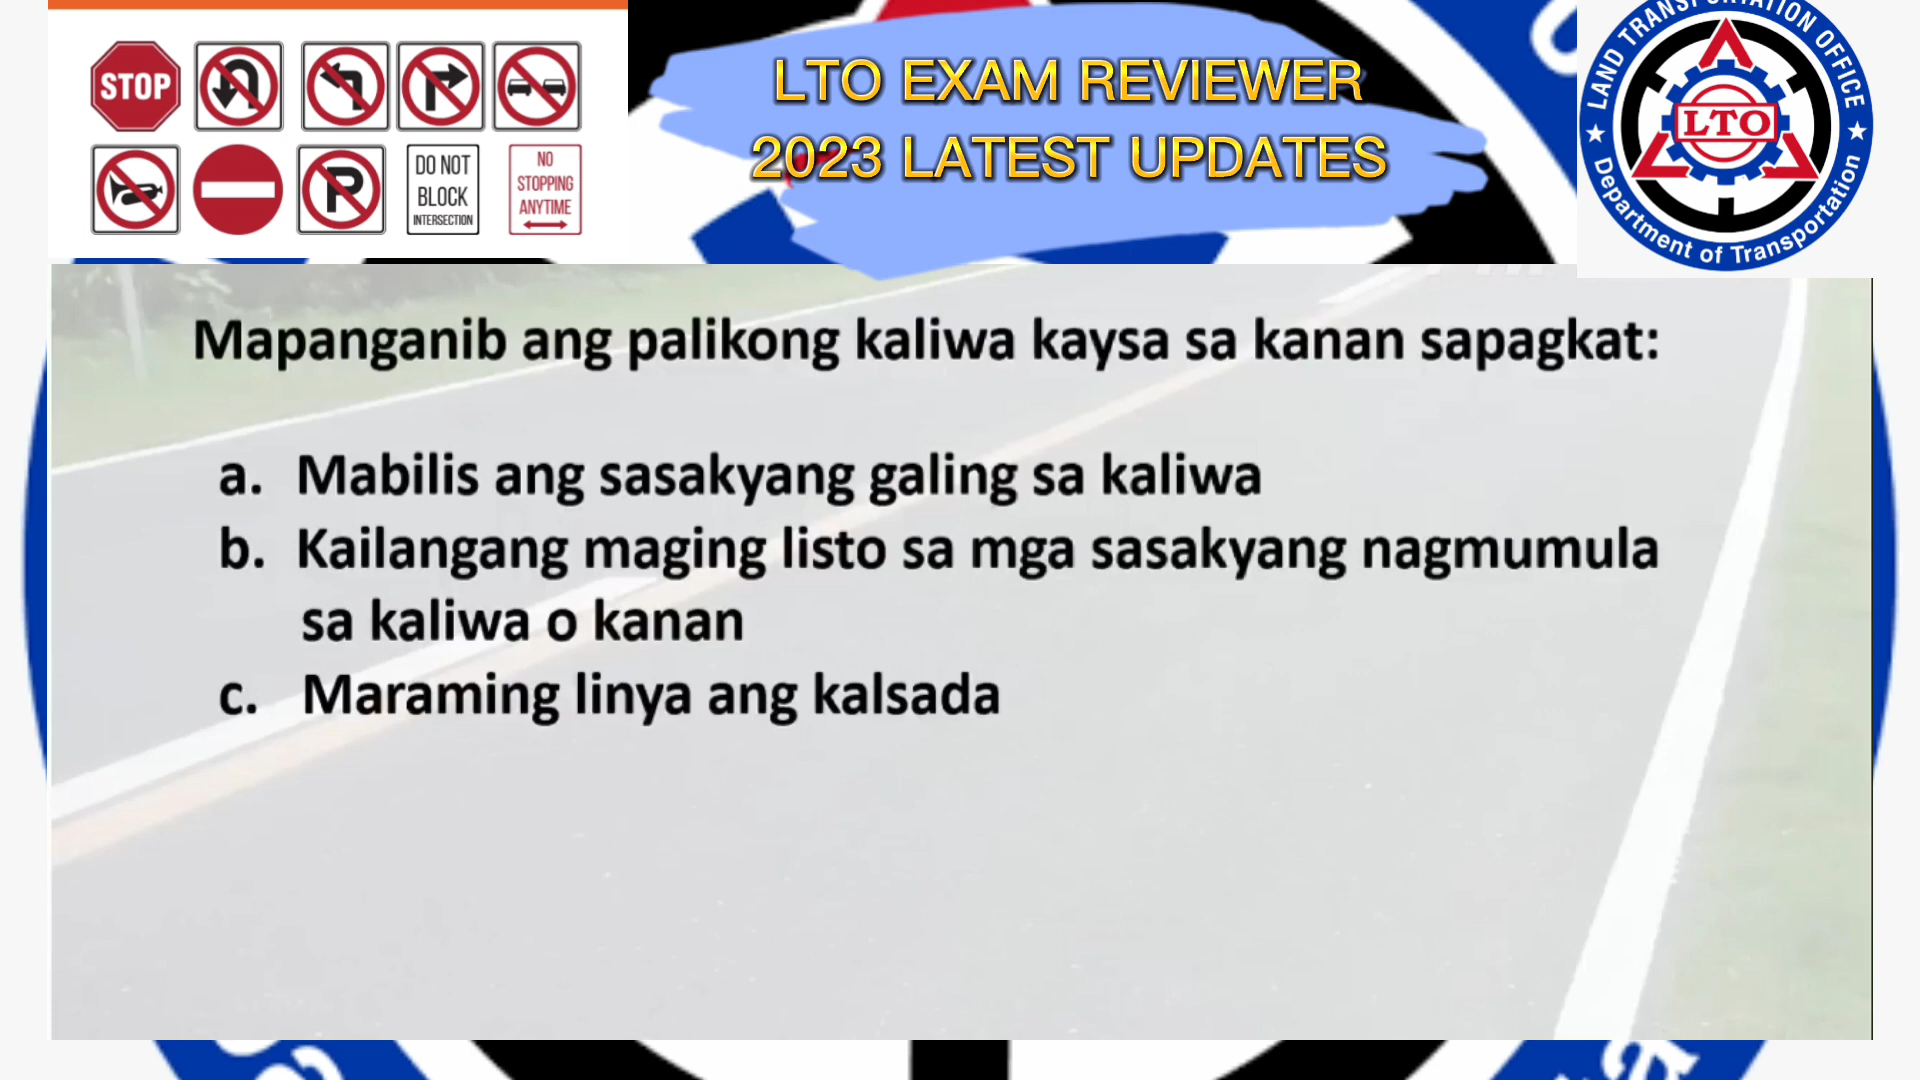 STOP
DO NOT
BLOCK
INTERSECTION
NO
STOPPING
ANYTIME
P
LTO EXAM REVIEWER
2023 LATEST UPDATES
LAND TRANSPORTATION OFFICE
LTO
Department of Transportation
Mapanganib ang palikong kaliwa kaysa sa kanan sapagkat:
a. Mabilis ang sasakyang galing sa kaliwa
b. Kailangang maging listo sa mga sasakyang nagmumula
sa kaliwa o kanan
c. Maraming linya ang kalsada